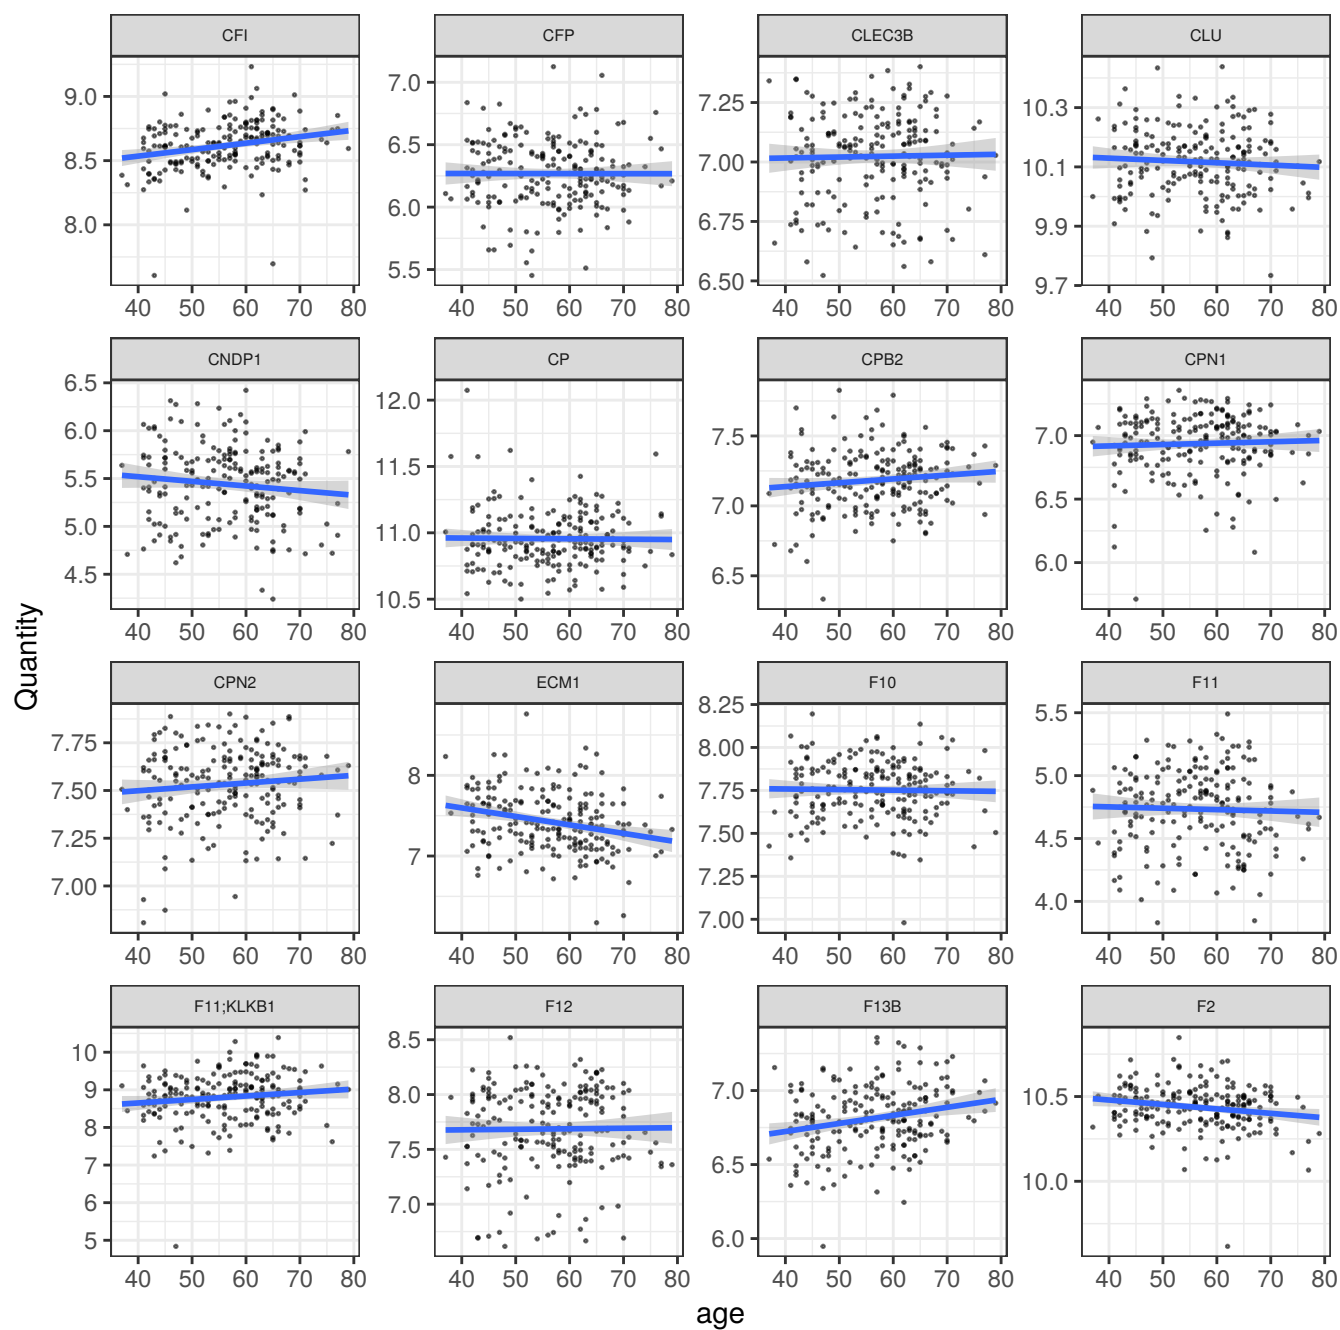 CFI CFP CLEC3B CLU
9.0 8.5 8.0
7.0 6.5 6.0 5.5
7.25 7.00 6.75 6.50
10.3 10.1 9.9 9.7
40 50 60 70 80 40 50 60 70 80 40 50 60 70 80 40 50 60 70 80
CNDP1 CP CPB2 CPN1
6.5 6.0 5.5 5.0 4.5
12.0 11.5 11.0 10.5
7.5 7.0 6.5
7.0 6.5 6.0
40 50 60 70 80 40 50 60 70 80 40 50 60 70 80 40 50 60 70 80
Quantity
CPN2 ECM1 F10 F11
7.75 7.50 7.25 7.00
8 7
8.25 8.00 7.75 7.50 7.25 7.00
5.5 5.0 4.5 4.0
40 50 60 70 80 40 50 60 70 80 40 50 60 70 80 40 50 60 70 80
F11;KLKB1 F12 F13B F2
10 9 8 7 6 5
8.5 8.0 7.5 7.0
7.0 6.5 6.0
10.5 10.0
40 50 60 70 80 40 50 60 70 80 40 50 60 70 80 40 50 60 70 80
age